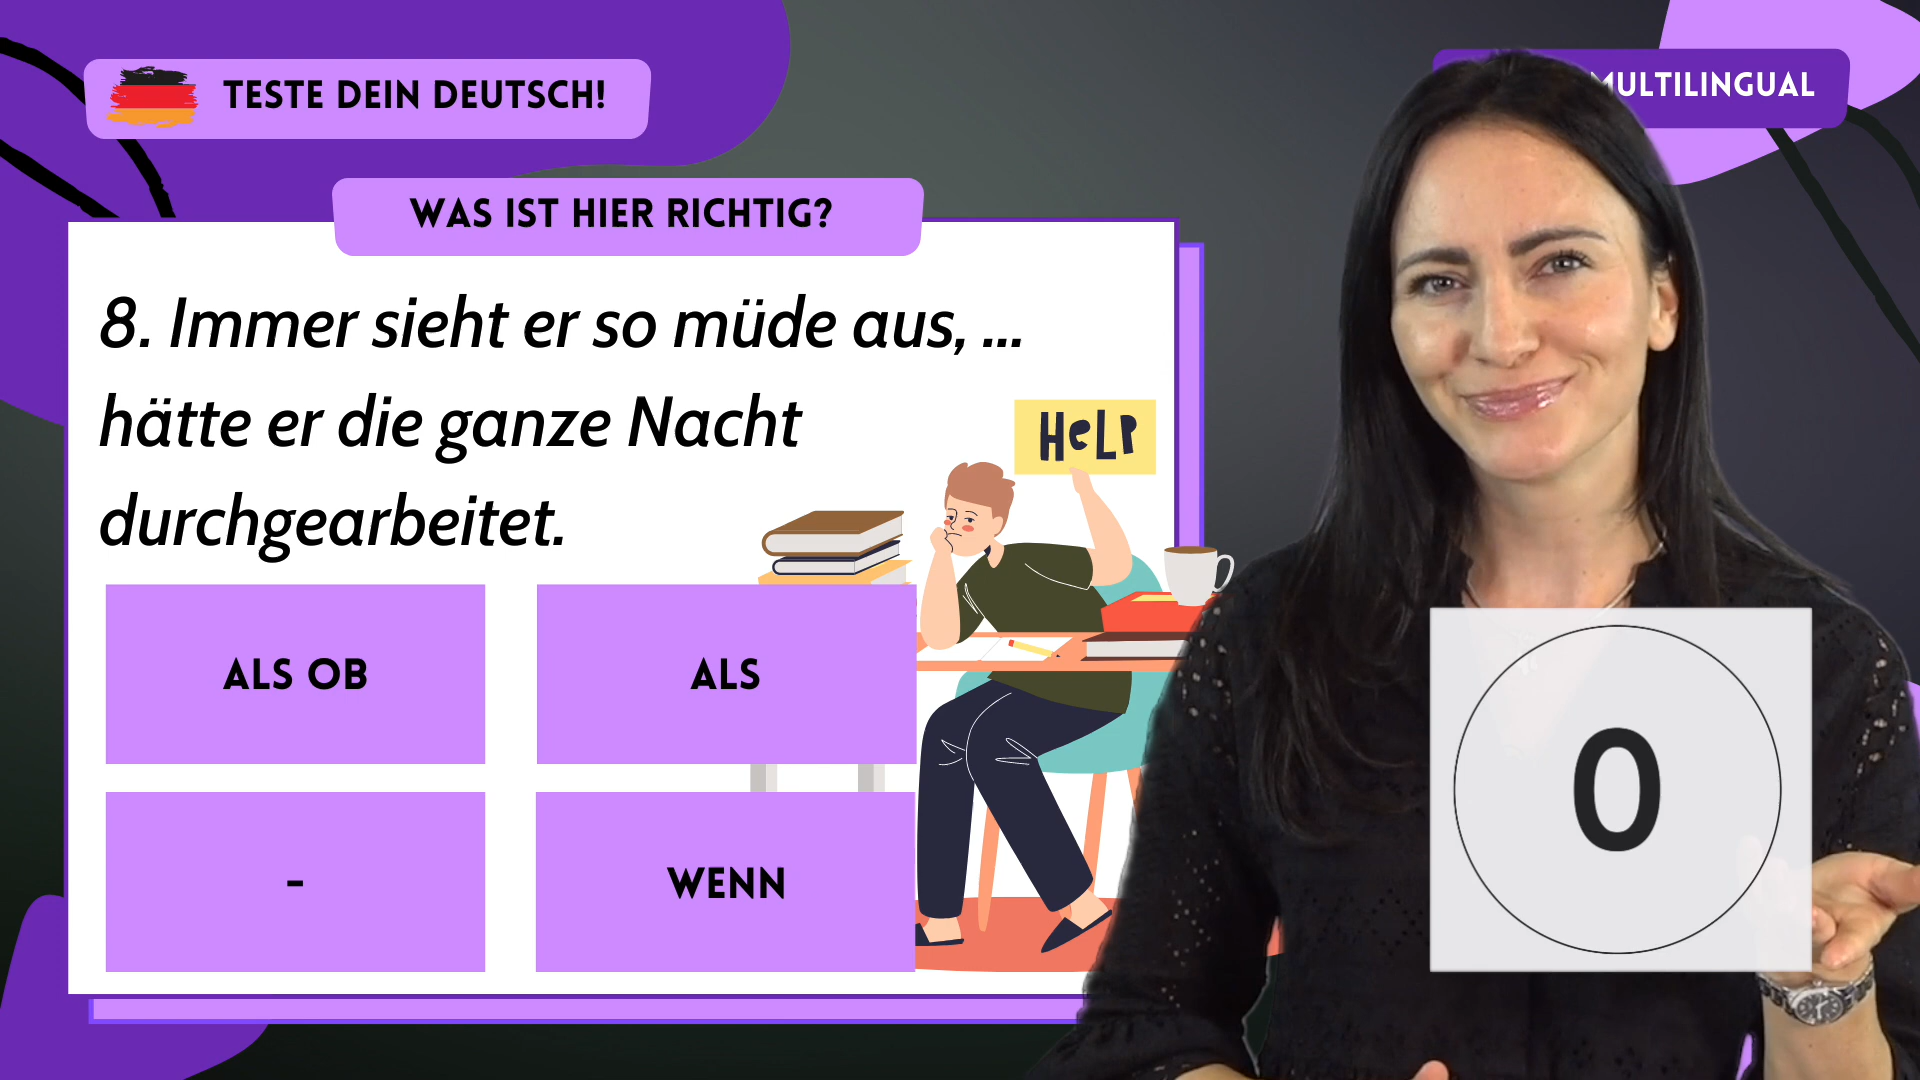 TESTE DEIN DEUTSCH!
MULTILINGUAL
WAS IST HIER RICHTIG?
8. Immer sieht er so müde aus, ...
hätte er die ganze Nacht
durchgearbeitet.
HELP
ALS OB
ALS
-
WENN
0